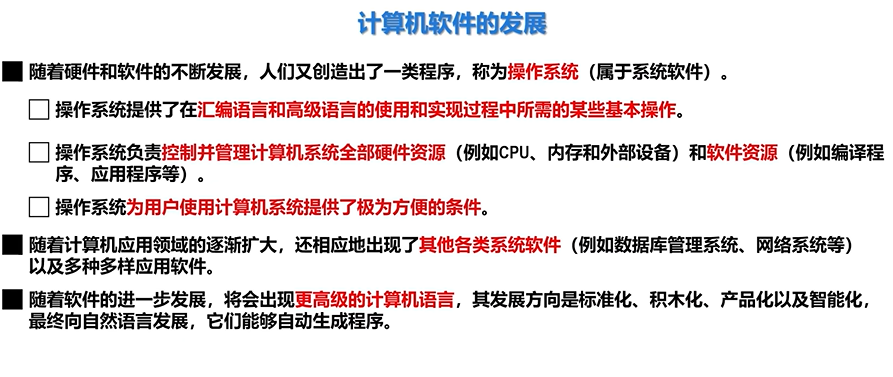 计算机软件的发展
随着硬件和软件的不断发展，人们又创造出了一类程序，称为操作系统（属于系统软件）。
操作系统提供了在汇编语言和高级语言的使用和实现过程中所需的某些基本操作。
操作系统负责控制并管理计算机系统全部硬件资源（例如CPU、内存和外部设备）和软件资源（例如编译程
序、应用程序等）。
操作系统为用户使用计算机系统提供了极为方便的条件。
随着计算机应用领域的逐渐扩大，还相应地出现了其他各类系统软件（例如数据库管理系统、网络系统等）
以及多种多样应用软件。
随着软件的进一步发展，将会出现更高级的计算机语言，其发展方向是标准化、积木化、产品化以及智能化，
最终向自然语言发展，它们能够自动生成程序。